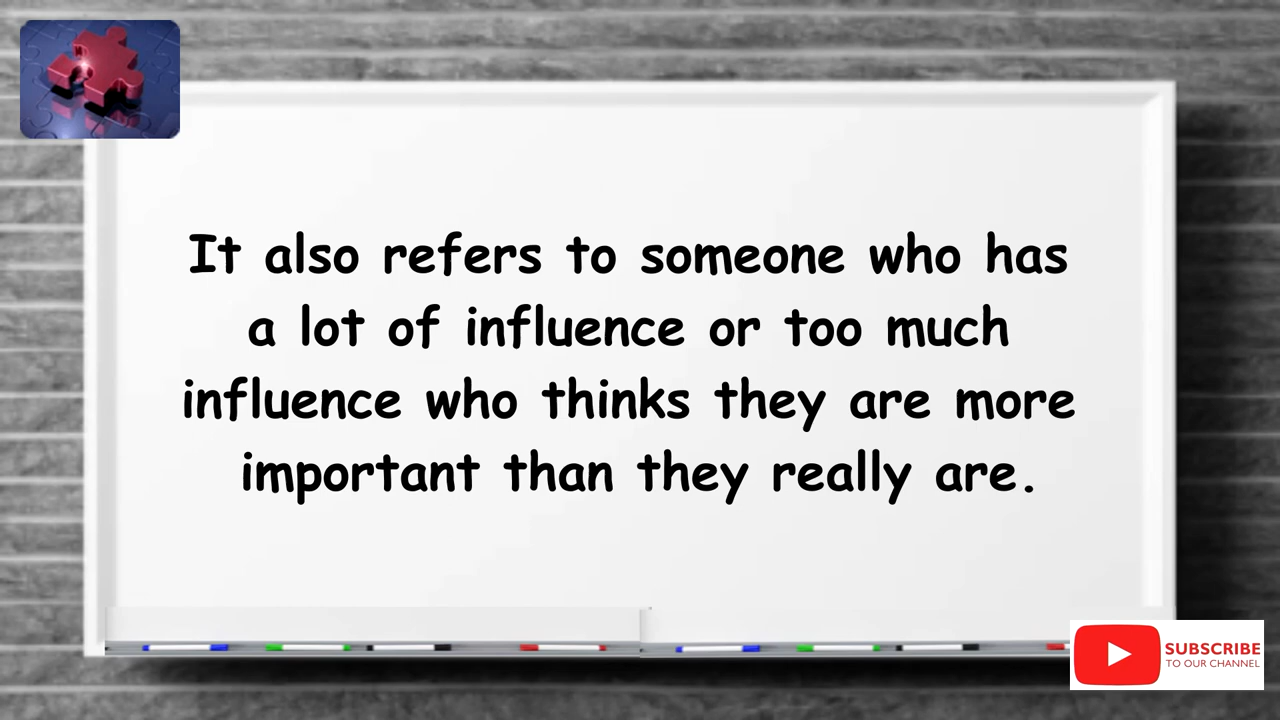 It also refers to someone who has
a lot of influence or too much
influence who thinks they are more
important than they really are.
SUBSCRIBE
TO OUR CHANNEL